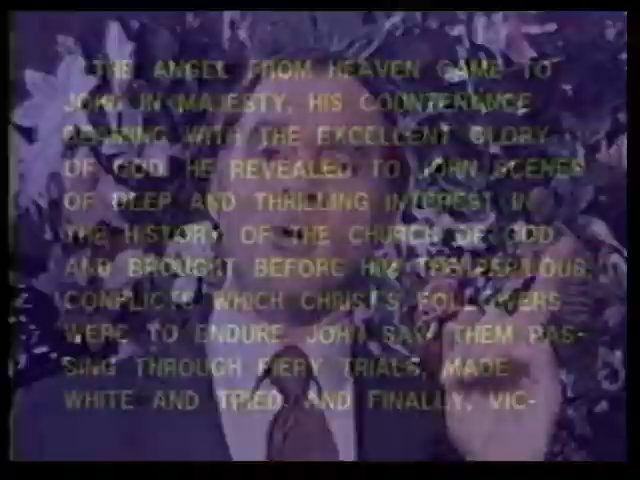 THE ANGEL FROM HEAVEN CAME TO
JOHN IN MAJESTY, HIS COUNTENANCE
BEAMING WITH THE EXCELLENT GLORY
OF GOD. HE REVEALED TO JOHN SCENES
OF DEEP AND THRILLING INTEREST IN
THE HISTORY OF THE CHURCH OF GOD
AND BROUGHT BEFORE HIM THE PERILOUS
CONFLICTS WHICH CHRIST'S FOLLOWERS
WERE TO ENDURE. JOHN SAW THEM PAS-
SING THROUGH FIERY TRIALS, MADE
WHITE AND TRIED, AND FINALLY, VIC-